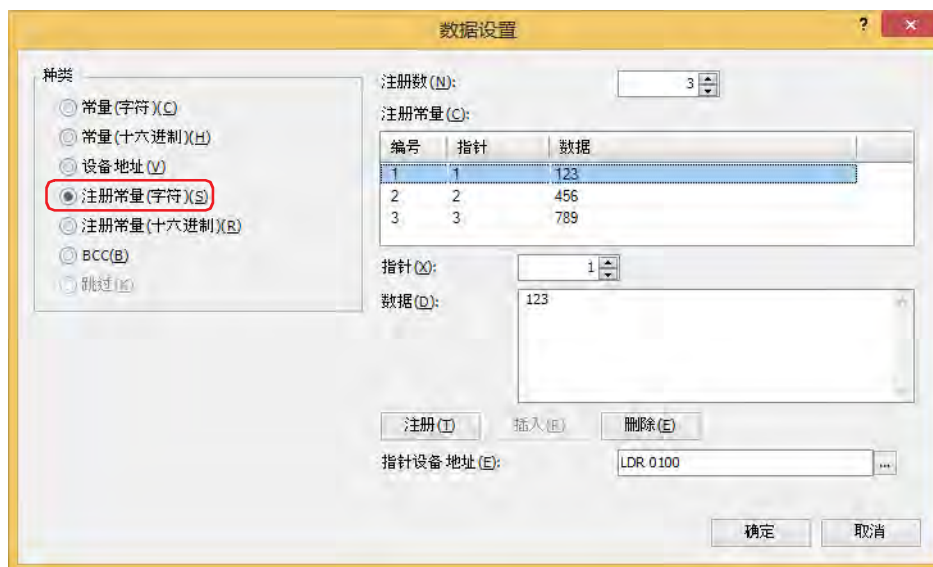 数据设置
?
×
种类
常量(字符)(C)
常量(十六进制)(H)
设备地址(V)
注册常量(字符)(S)
注册常量(十六进制)(R)
BCC(B)
跳过(K)
注册数(N):
3
注册常量(C):
编号 指针 数据
1 1 123
2 2 456
3 3 789
指针(X):
1
数据(D):
123
注册(T) 插入(R) 删除(E)
指针设备地址(E):
LDR 0100
...
确定 取消